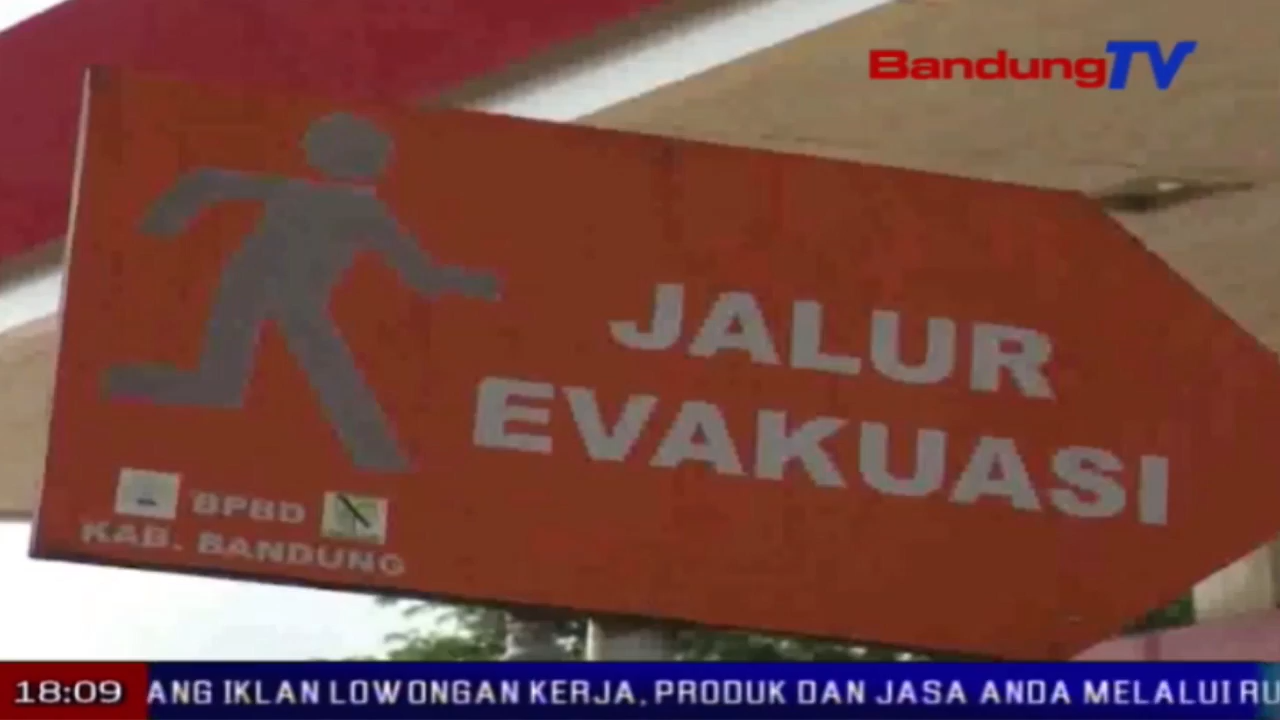 BandungTV
JALUR
EVAKUASI
BPBD
KAB. BANDUNG
18:09 ANG IKLAN LOWONGAN KERJA, PRODUK DAN JASA ANDA MELALUI RU